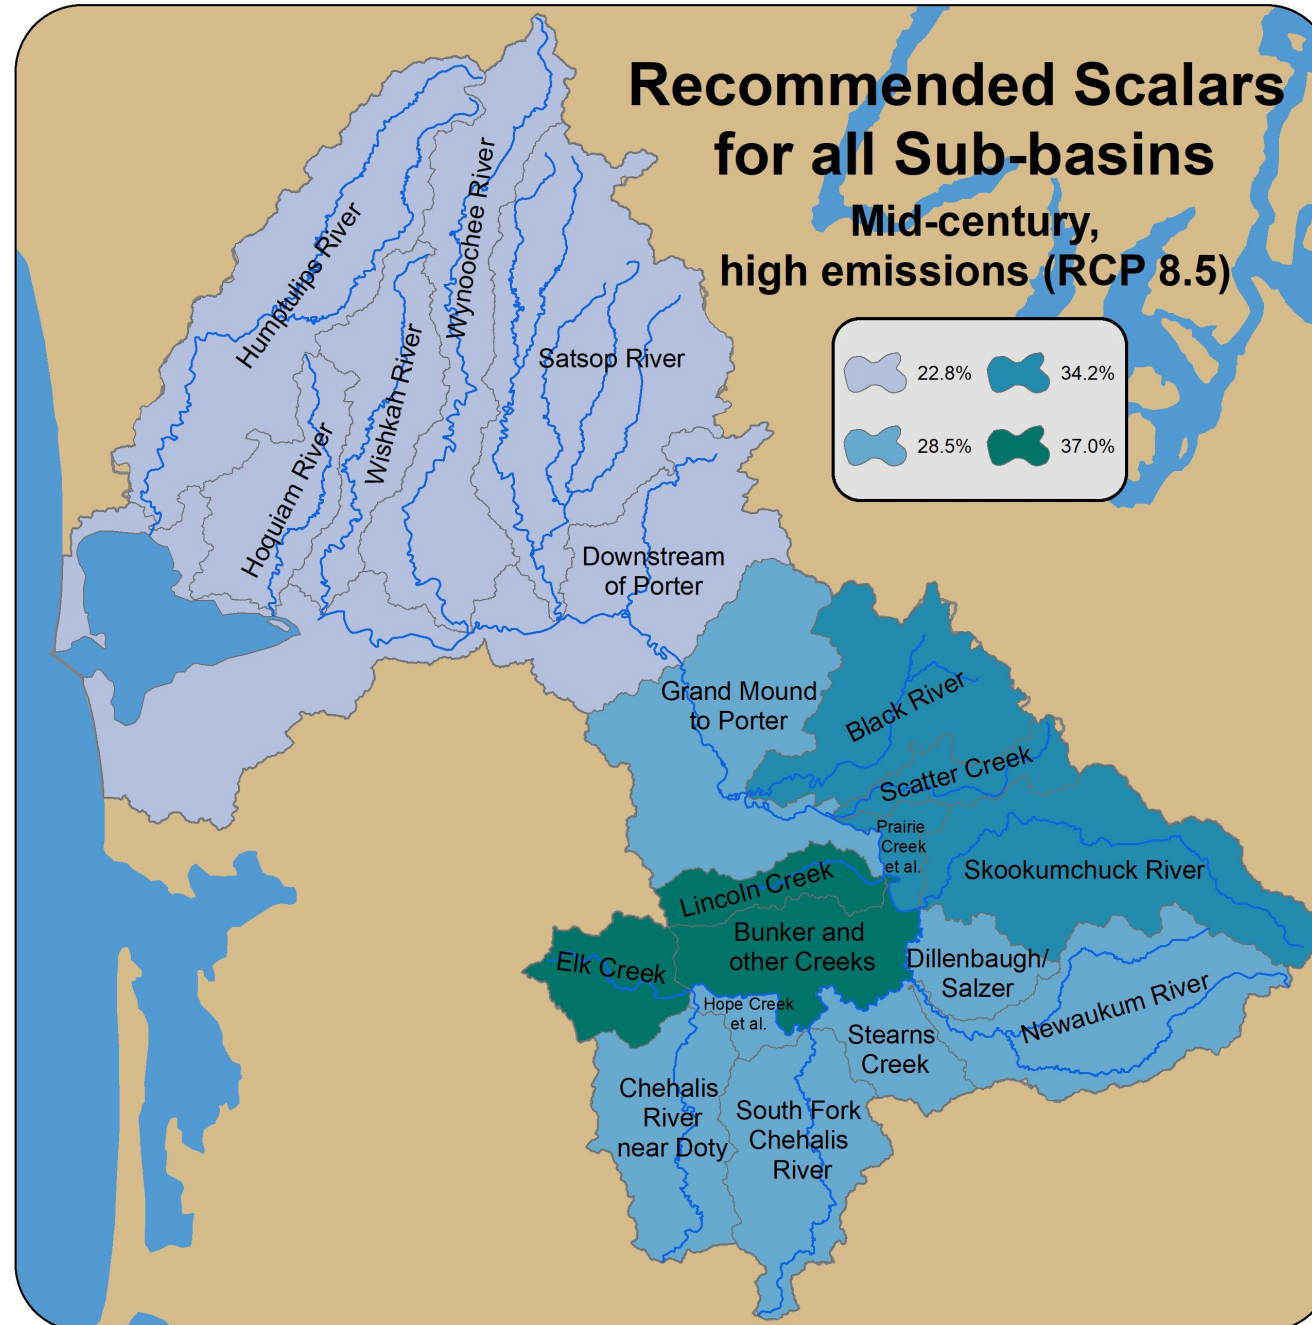 Recommended Scalars
for all Sub-basins
Mid-century,
high emissions (RCP 8.5)
22.8%
34.2%
28.5%
37.0%
Humptulips River
Wynoochee River
Wishkah River
Hoquiam River
Satsop River
Downstream
of Porter
Grand Mound
to Porter
Black River
Scatter Creek
Prairie
Creek
et al.
Skookumchuck River
Lincoln Creek
Bunker and
other Creeks
Elk Creek
Dillenbaugh/
Salzer
Newaukum River
Hope Creek
et al.
Stearns
Creek
Chehalis
River
near Doty
South Fork
Chehalis
River